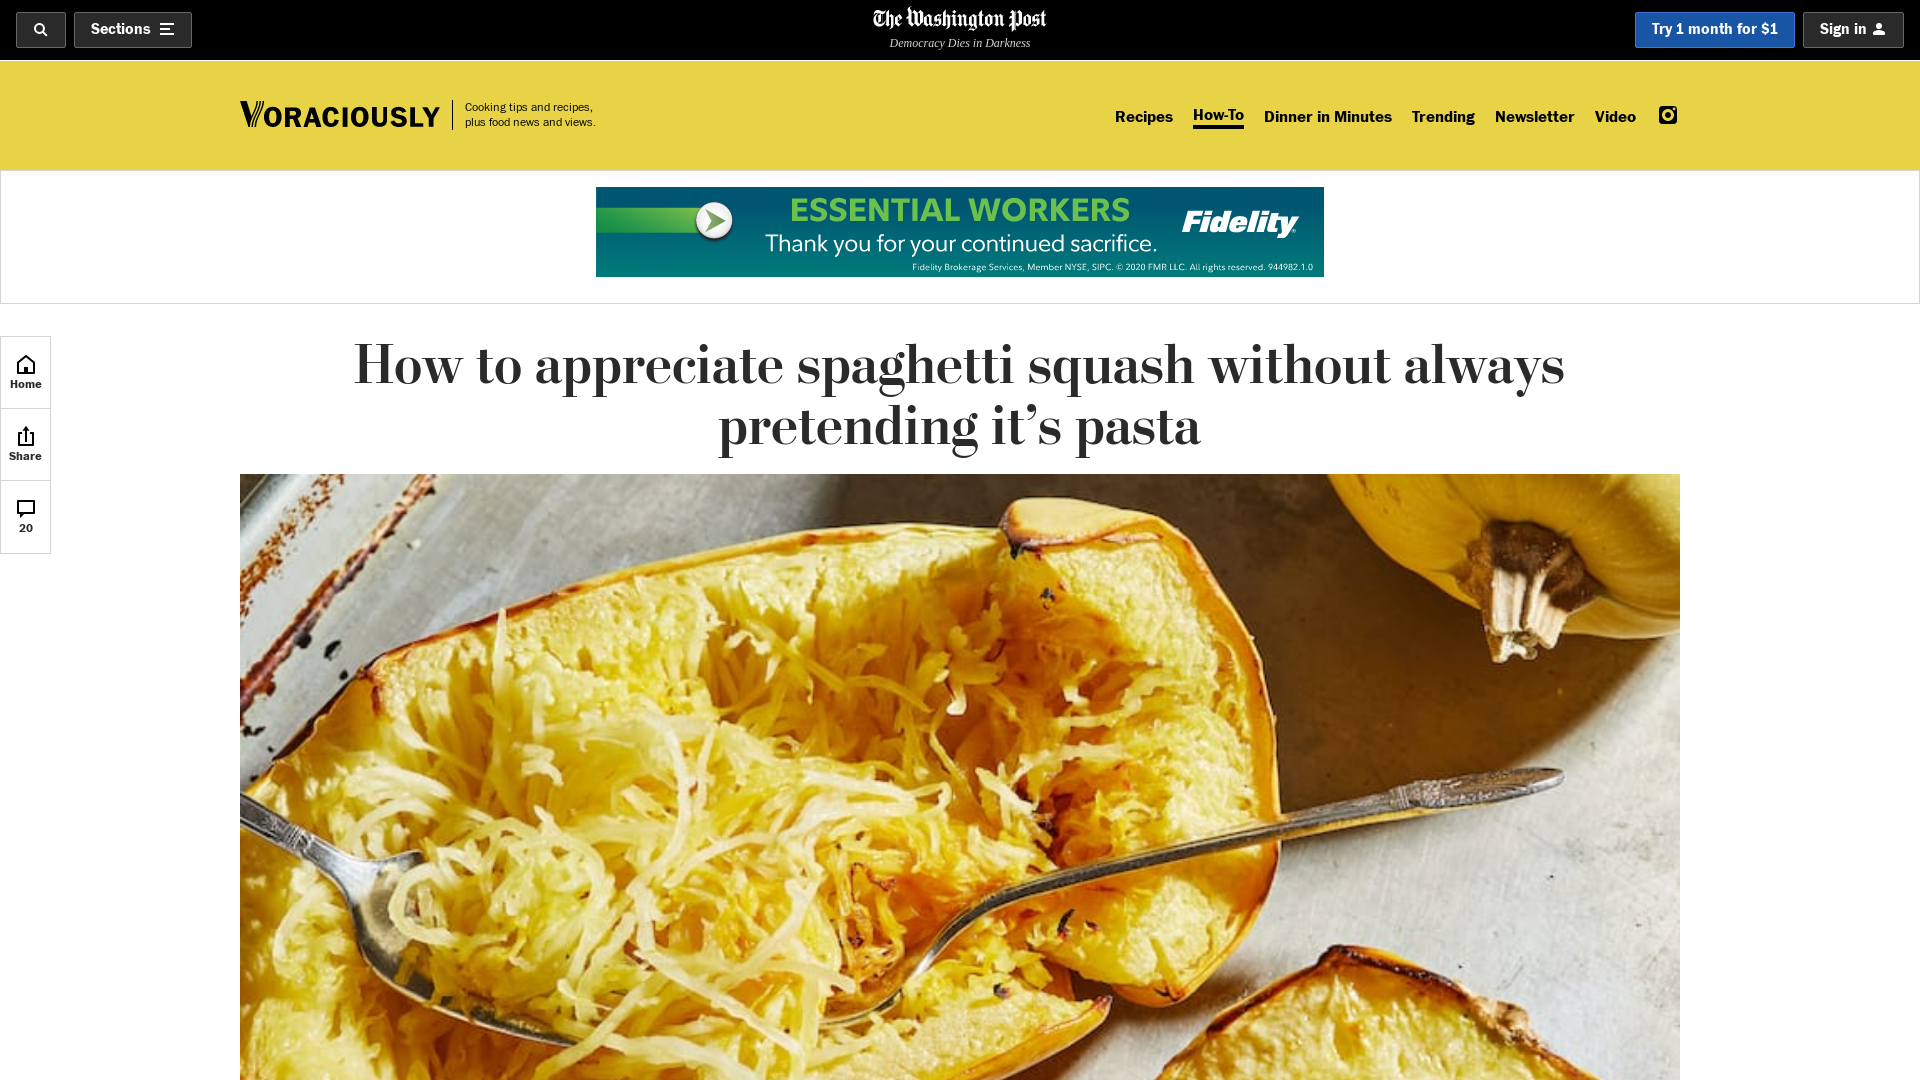 Sections
The Washington Post
Democracy Dies in Darkness
Try 1 month for $1
Sign in
VORACIOUSLY
Cooking tips and recipes,
plus food news and views.
Recipes
How-To
Dinner in Minutes
Trending
Newsletter
Video
ESSENTIAL WORKERS
Thank you for your continued sacrifice.
Fidelity
Fidelity Brokerage Services, Member NYSE, SIPC. © 2020 FMR LLC. All rights reserved. 944982.1.0
Home
Share
20
How to appreciate spaghetti squash without always
pretending it’s pasta